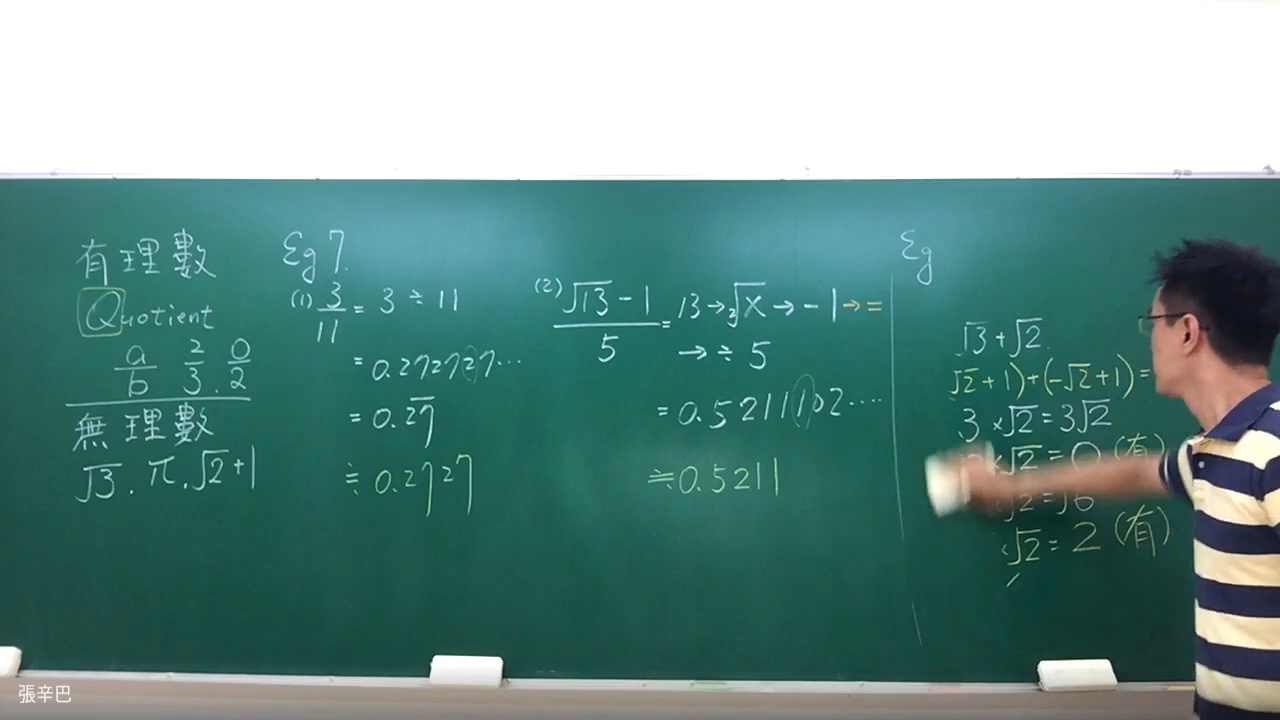 有理數
Quotient
a/b 2/3 . 0/2
無理數
√3 . π . √2+1
Eg 7.
(1) 3/11 = 3 ÷ 11
= 0.272727...
= 0.2̅7̅
≒ 0.2727
(2) (√13 - 1)/5 = 13 → ²√x → - 1 → =
→ ÷ 5
= 0.5211102....
≒ 0.5211
Eg
√3+√2
√2+1)+(-√2+1)=
3 ×√2=3√2
×√2=0 (有)
√2=√6
×√2=2 (有)
張辛巴